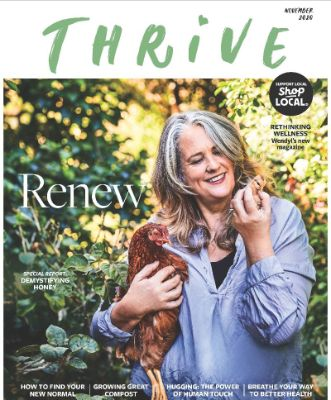 NOVEMBER
2020
THRIVE
SUPPORT LOCAL
Shop
LOCAL.
RETHINKING
WELLNESS
Wendyl's new
magazine
Renew
SPECIAL REPORT:
DEMYSTIFYING
HONEY
HOW TO FIND YOUR
NEW NORMAL
GROWING GREAT
COMPOST
HUGGING: THE POWER
OF HUMAN TOUCH
BREATHE YOUR WAY
TO BETTER HEALTH